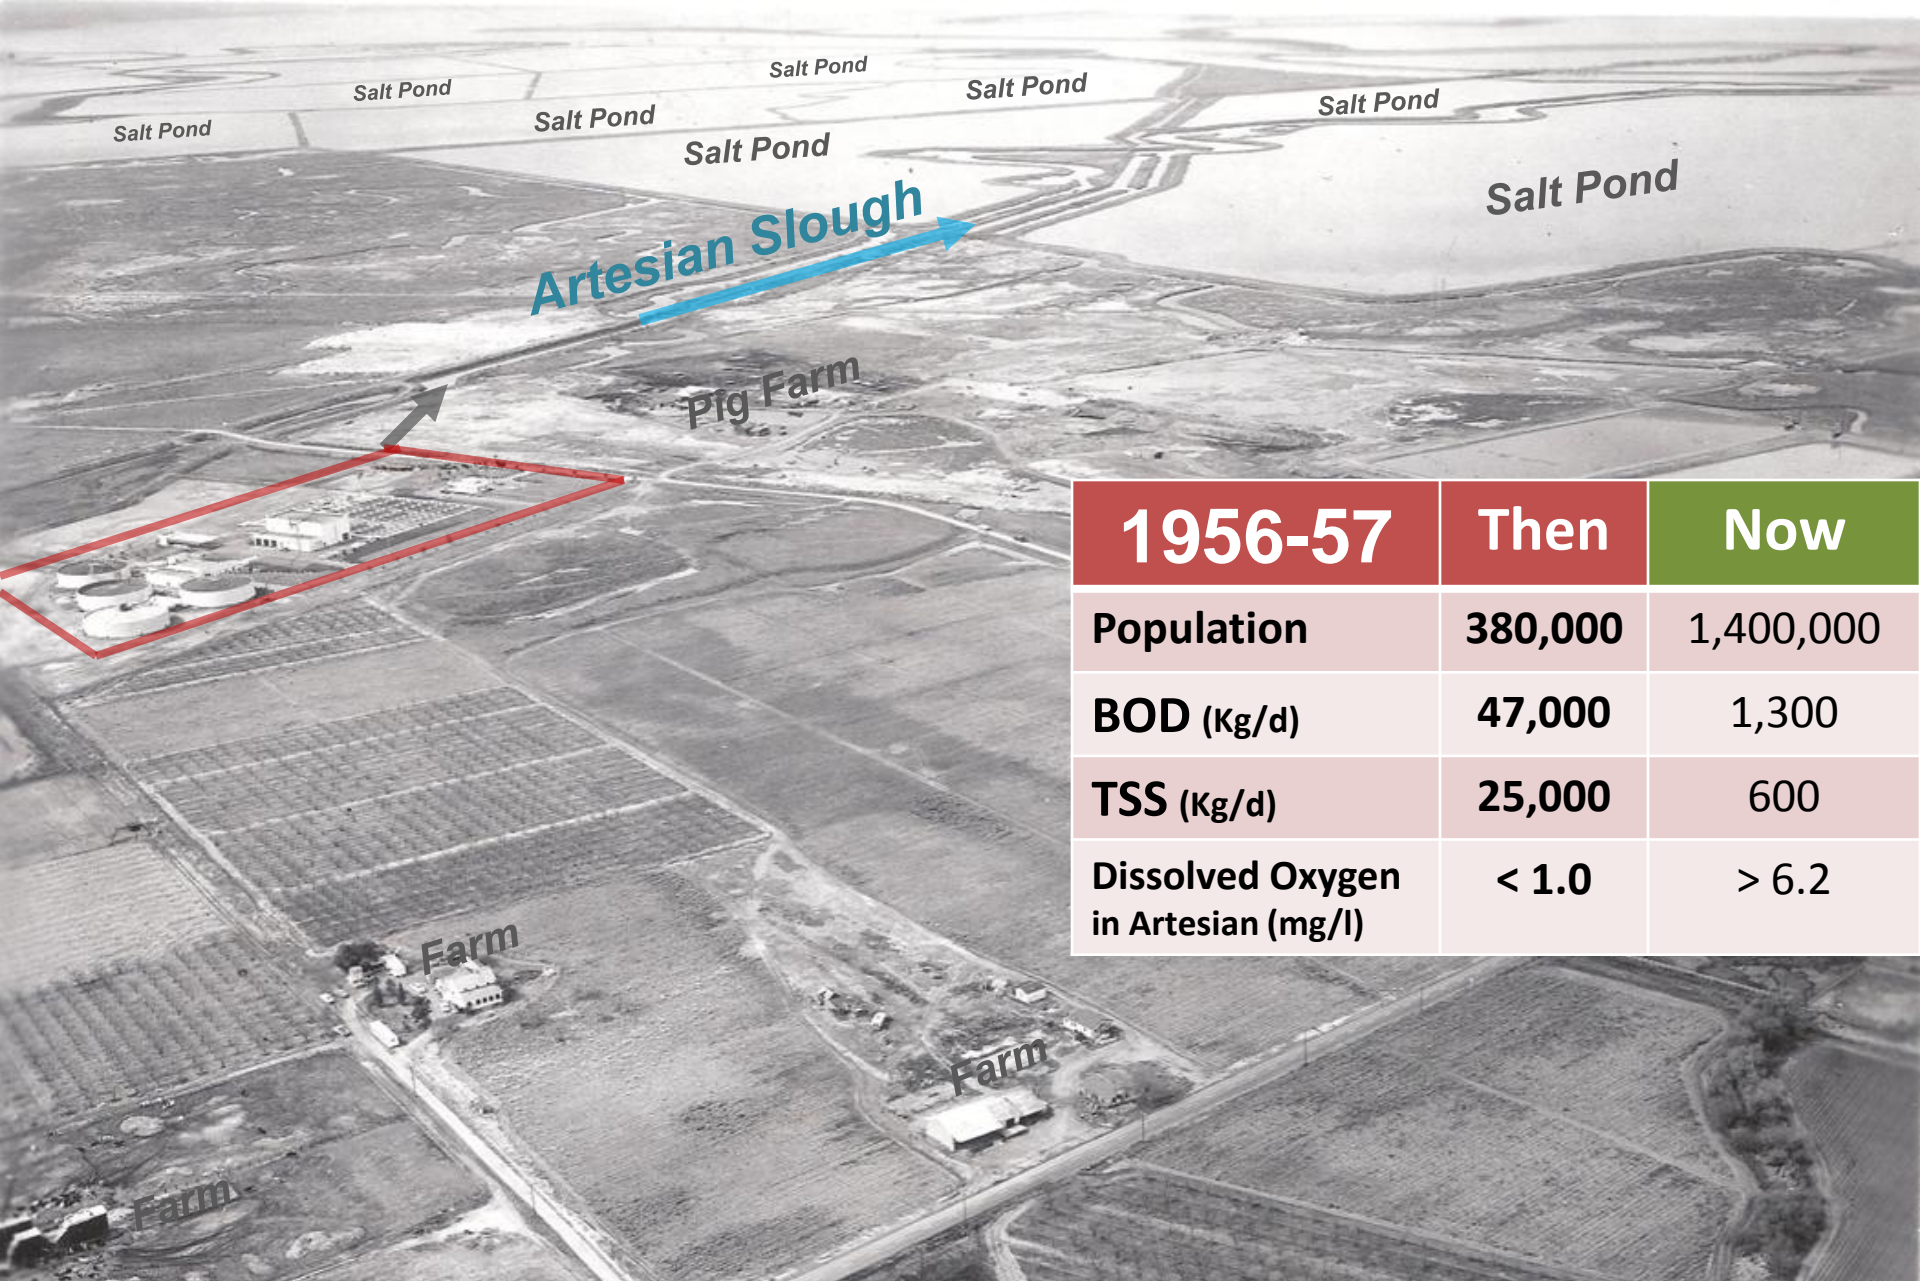 Salt Pond
Salt Pond
Salt Pond
Salt Pond
Salt Pond
Salt Pond
Salt Pond
Salt Pond
Artesian Slough
Pig Farm
1956-57 Then Now
Population 380,000 1,400,000
BOD (Kg/d) 47,000 1,300
TSS (Kg/d) 25,000 600
Dissolved Oxygen
in Artesian (mg/l) < 1.0 > 6.2
Farm
Farm
Farm